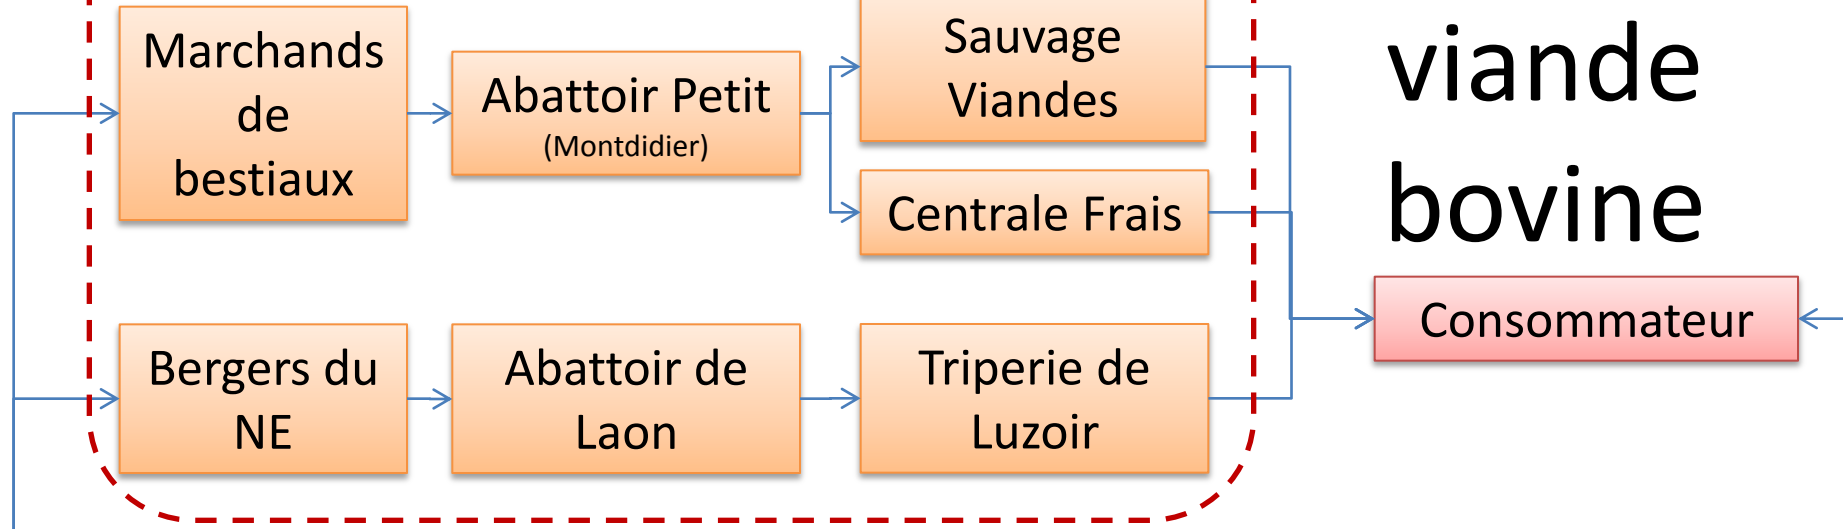 Marchands
de
bestiaux
Abattoir Petit
(Montdidier)
Sauvage
Viandes
Centrale Frais
viande
bovine
Consommateur
Bergers du
NE
Abattoir de
Laon
Triperie de
Luzoir